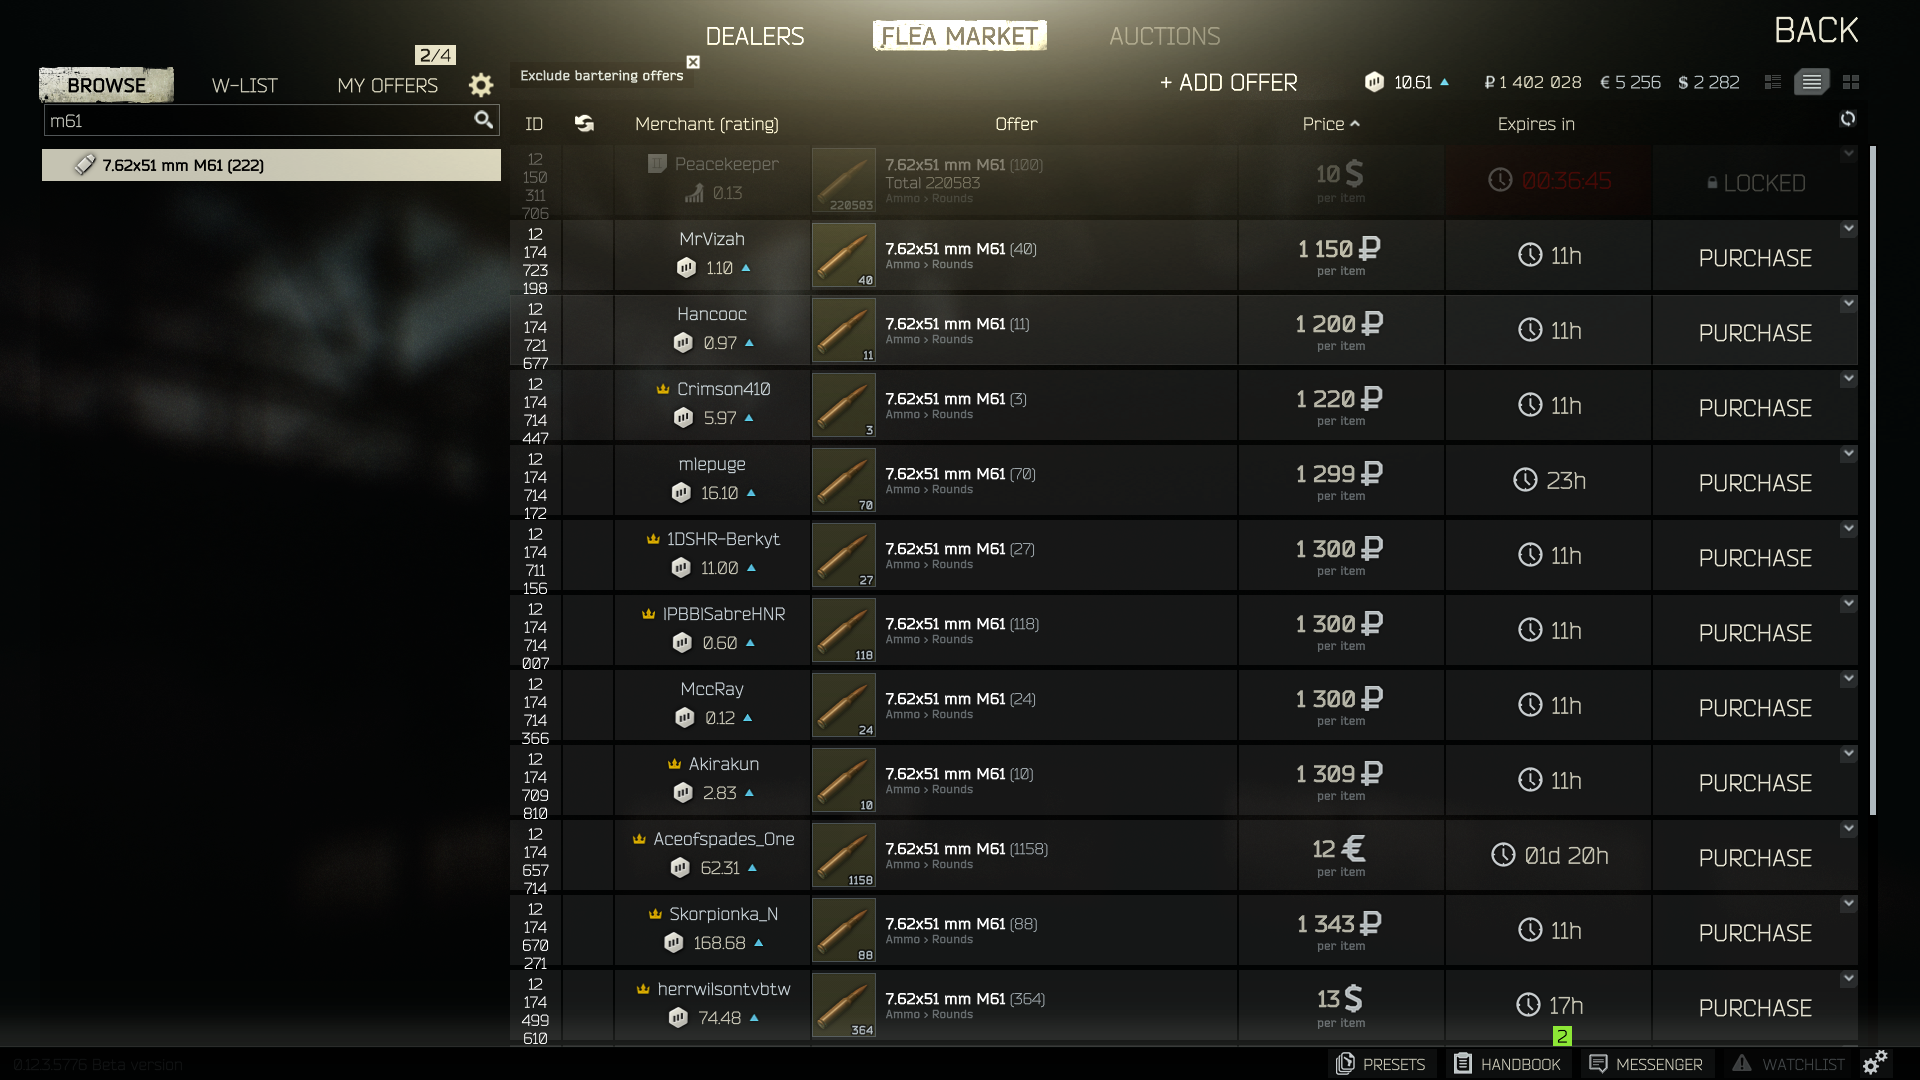 DEALERS
FLEA MARKET
AUCTIONS
BACK
2/4
BROWSE
W-LIST
MY OFFERS
Exclude bartering offers
+ ADD OFFER
10.61
₽ 1 402 028
€ 5 256
$ 2 282
m61
7.62x51 mm M61 (222)
ID
Merchant (rating)
Offer
Price
Expires in
12
150
311
706
Peacekeeper
0.13
220583
7.62x51 mm M61 (100)
Total 220583
Ammo > Rounds
10 $
per item
00:36:45
LOCKED
12
174
723
198
MrVizah
1.10
40
7.62x51 mm M61 (40)
Ammo > Rounds
1 150 ₽
per item
11h
PURCHASE
12
174
721
677
Hancooc
0.97
11
7.62x51 mm M61 (11)
Ammo > Rounds
1 200 ₽
per item
11h
PURCHASE
12
174
714
447
Crimson410
5.97
3
7.62x51 mm M61 (3)
Ammo > Rounds
1 220 ₽
per item
11h
PURCHASE
12
174
714
172
mlepuge
16.10
70
7.62x51 mm M61 (70)
Ammo > Rounds
1 299 ₽
per item
23h
PURCHASE
12
174
711
156
1DSHR-Berkyt
11.00
27
7.62x51 mm M61 (27)
Ammo > Rounds
1 300 ₽
per item
11h
PURCHASE
12
174
714
007
IPBBISabreHNR
0.60
118
7.62x51 mm M61 (118)
Ammo > Rounds
1 300 ₽
per item
11h
PURCHASE
12
174
714
366
MccRay
0.12
24
7.62x51 mm M61 (24)
Ammo > Rounds
1 300 ₽
per item
11h
PURCHASE
12
174
709
810
Akirakun
2.83
10
7.62x51 mm M61 (10)
Ammo > Rounds
1 309 ₽
per item
11h
PURCHASE
12
174
657
714
Aceofspades_One
62.31
1158
7.62x51 mm M61 (1158)
Ammo > Rounds
12 €
per item
01d 20h
PURCHASE
12
174
670
271
Skorpionka_N
168.68
88
7.62x51 mm M61 (88)
Ammo > Rounds
1 343 ₽
per item
11h
PURCHASE
12
174
499
610
herrwilsontvbtw
74.48
364
7.62x51 mm M61 (364)
Ammo > Rounds
13 $
per item
17h
PURCHASE
2
0.12.3.5776 Beta version
PRESETS
HANDBOOK
MESSENGER
WATCHLIST